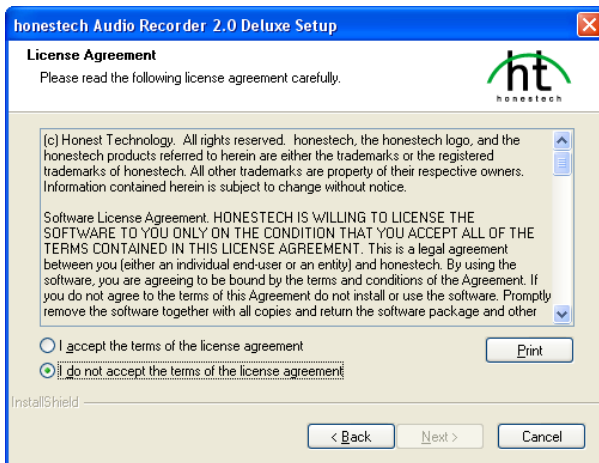 honestech Audio Recorder 2.0 Deluxe Setup
License Agreement
Please read the following license agreement carefully.
ht
honestech
(c) Honest Technology. All rights reserved. honestech, the honestech logo, and the
honestech products referred to herein are either the trademarks or the registered
trademarks of honestech. All other trademarks are property of their respective owners.
Information contained herein is subject to change without notice.
Software License Agreement. HONESTECH IS WILLING TO LICENSE THE
SOFTWARE TO YOU ONLY ON THE CONDITION THAT YOU ACCEPT ALL OF THE
TERMS CONTAINED IN THIS LICENSE AGREEMENT. This is a legal agreement
between you (either an individual end-user or an entity) and honestech. By using the
software, you are agreeing to be bound by the terms and conditions of the Agreement. If
you do not agree to the terms of this Agreement do not install or use the software. Promptly
remove the software together with all copies and return the software package and other
I accept the terms of the license agreement
Print
I do not accept the terms of the license agreement
InstallShield
< Back
Next >
Cancel